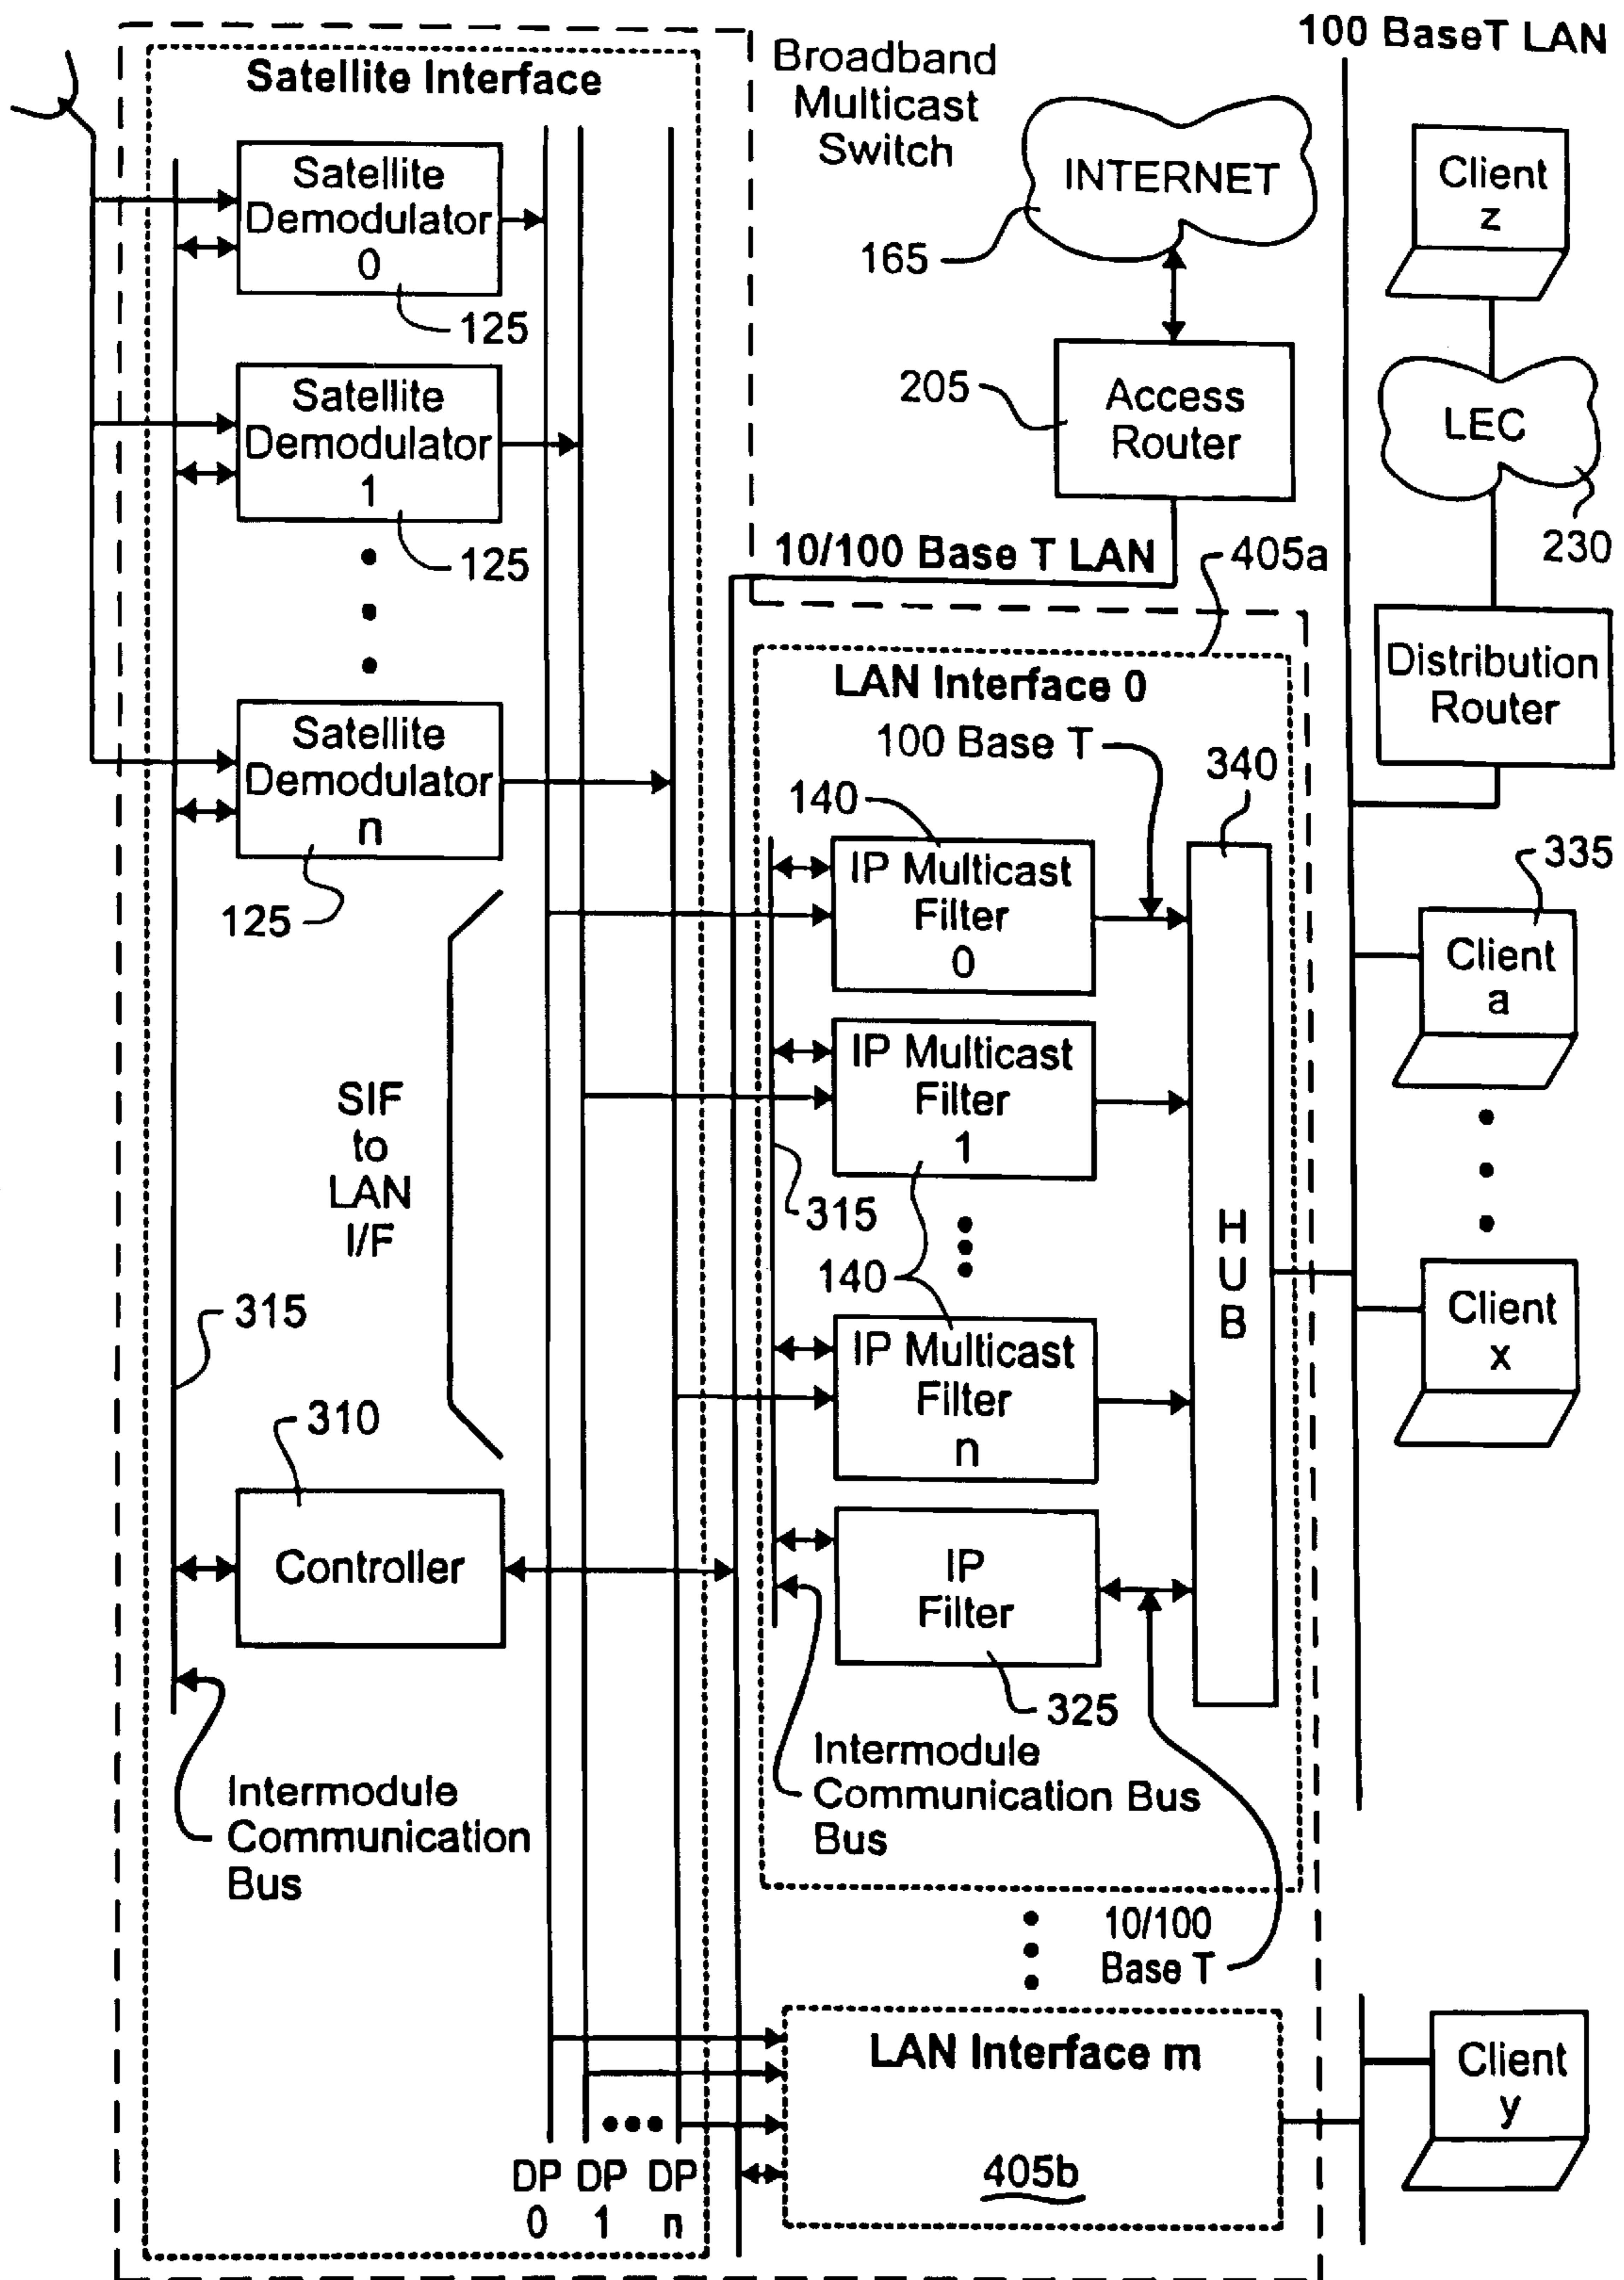 100 BaseT LAN
Satellite Interface
Broadband
Multicast
Switch
INTERNET
165
Client
z
Satellite
Demodulator
0
125
205
Access
Router
LEC
230
Satellite
Demodulator
1
125
10/100 Base T LAN
405a
Distribution
Router
Satellite
Demodulator
n
125
LAN Interface 0
100 Base T
340
140
IP Multicast
Filter
0
335
Client
a
IP Multicast
Filter
1
315
140
SIF
to
LAN
I/F
H
U
B
315
IP Multicast
Filter
n
Client
x
310
Controller
IP
Filter
325
Intermodule
Communication
Bus
Intermodule
Communication Bus
Bus
10/100
Base T
LAN Interface m
405b
Client
y
DP DP DP
0 1 n